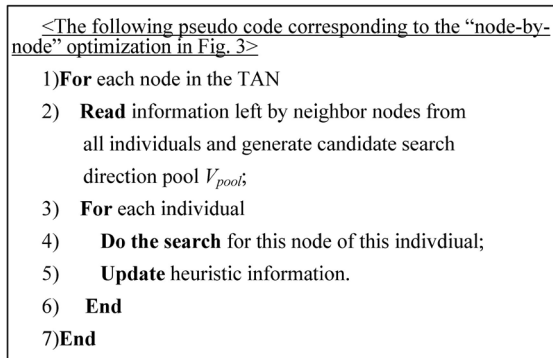 <The following pseudo code corresponding to the “node-by-
node” optimization in Fig. 3>
1)For each node in the TAN
2) Read information left by neighbor nodes from
all individuals and generate candidate search
direction pool Vpool;
3) For each individual
4) Do the search for this node of this indivdiual;
5) Update heuristic information.
6) End
7)End